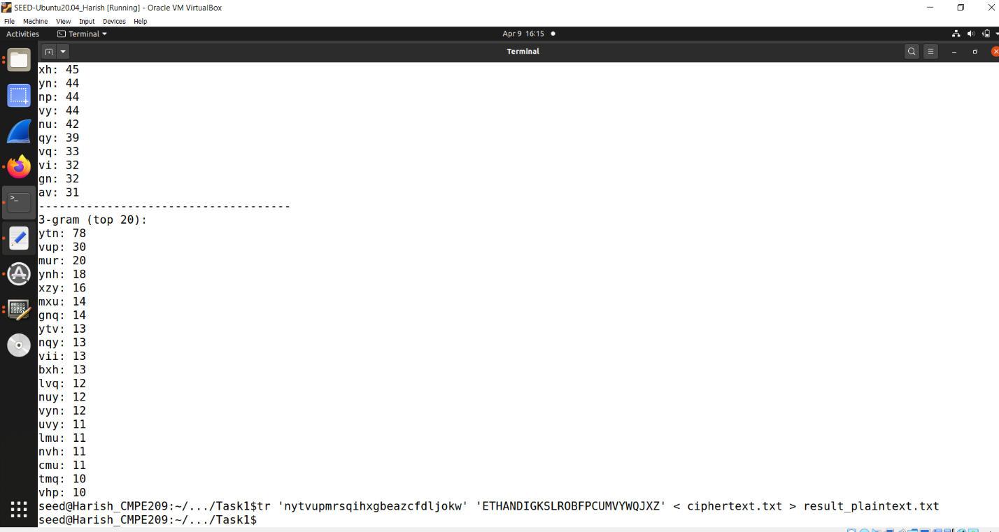 SEED-Ubuntu20.04_Harish [Running] - Oracle VM VirtualBox
File Machine View Input Devices Help
Activities Terminal Apr 9 16:15
Terminal
xh: 45
yn: 44
np: 44
vy: 44
nu: 42
qy: 39
vq: 33
vi: 32
gn: 32
av: 31
-------------------------------------
3-gram (top 20):
ytn: 78
vup: 30
mur: 20
ynh: 18
xzy: 16
mxu: 14
gnq: 14
ytv: 13
nqy: 13
vii: 13
bxh: 13
lvq: 12
nuy: 12
vyn: 12
uvy: 11
lmu: 11
nvh: 11
cmu: 11
tmq: 10
vhp: 10
seed@Harish_CMPE209:~/.../Task1$tr 'nytvupmrsqihxgbeazcfdljokw' 'ETHANDIGKSLROBFPCUMVYWQJXZ' < ciphertext.txt > result_plaintext.txt
seed@Harish_CMPE209:~/.../Task1$